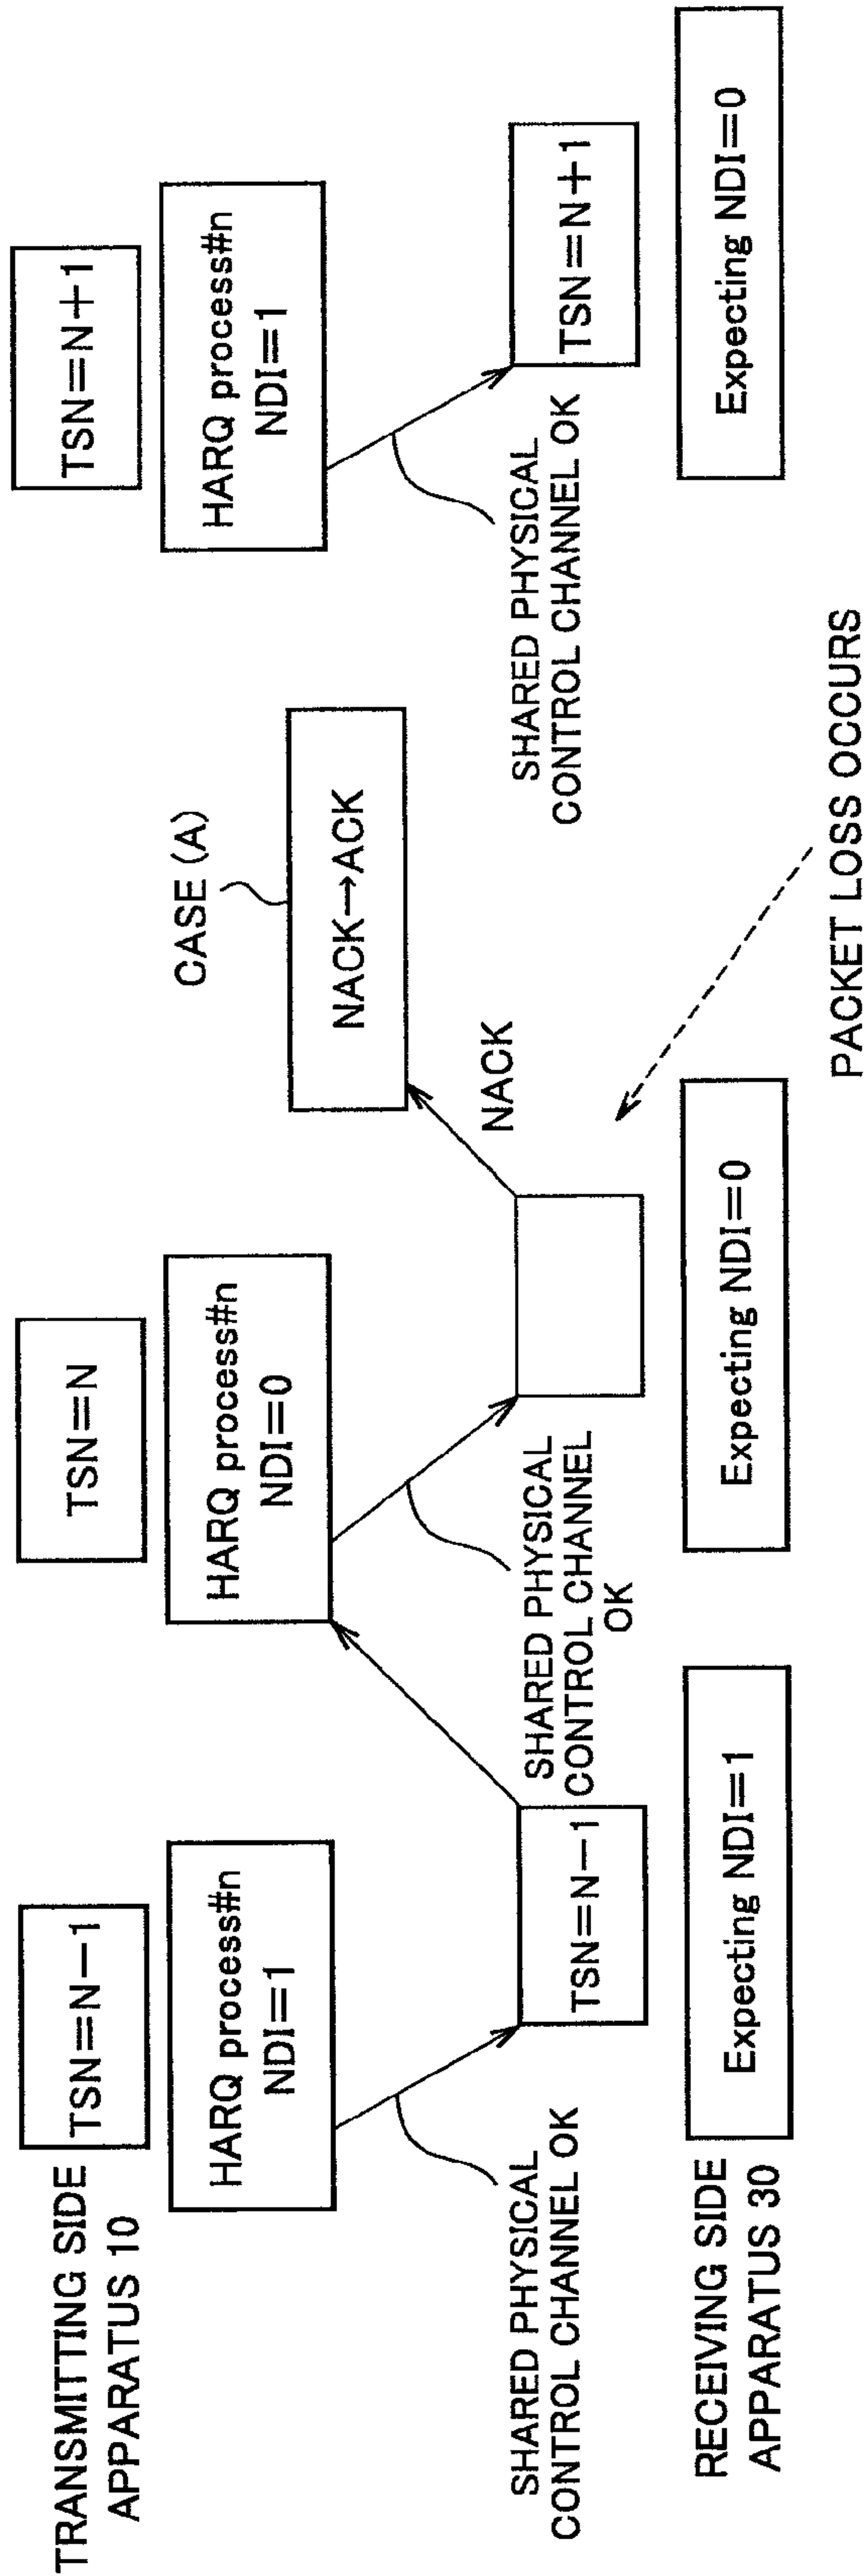 TRANSMITTING SIDE
APPARATUS 10
TSN=N-1
HARQ process#n
NDI=1
SHARED PHYSICAL
CONTROL CHANNEL OK
TSN=N-1
RECEIVING SIDE
APPARATUS 30
Expecting NDI=1
TSN=N
HARQ process#n
NDI=0
SHARED PHYSICAL
CONTROL CHANNEL
OK
Expecting NDI=0
CASE (A)
NACK→ACK
NACK
PACKET LOSS OCCURS
TSN=N+1
HARQ process#n
NDI=1
SHARED PHYSICAL
CONTROL CHANNEL OK
TSN=N+1
Expecting NDI=0